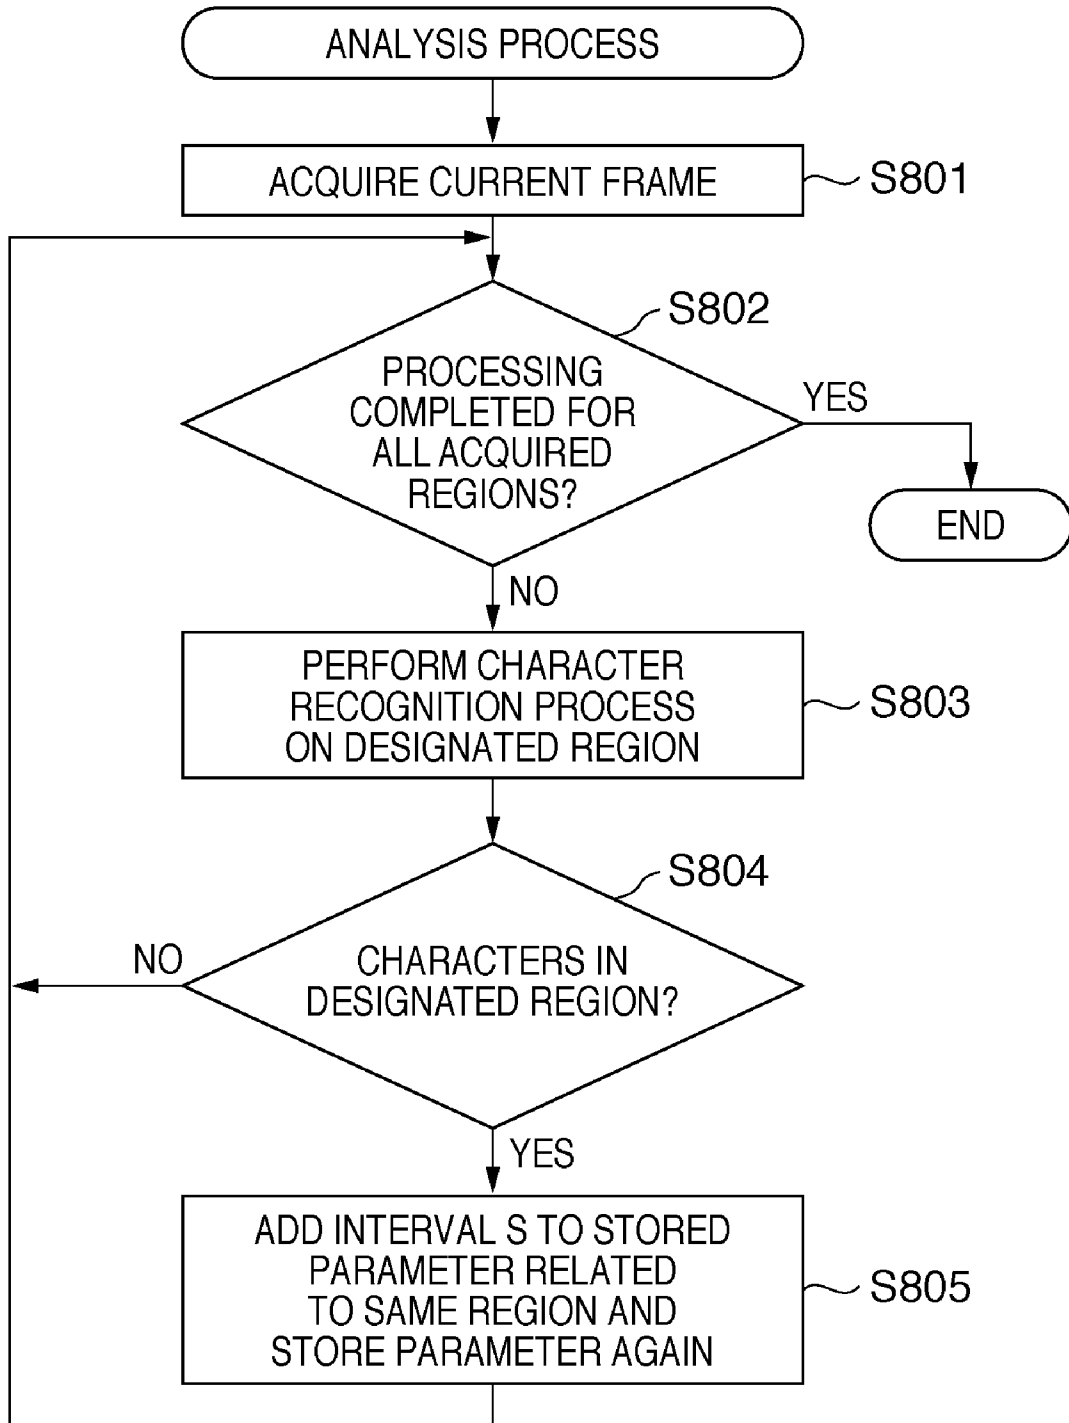 ANALYSIS PROCESS
ACQUIRE CURRENT FRAME
S801
S802
PROCESSING
COMPLETED FOR
ALL ACQUIRED
REGIONS?
YES
END
NO
PERFORM CHARACTER
RECOGNITION PROCESS
ON DESIGNATED REGION
S803
S804
CHARACTERS IN
DESIGNATED REGION?
NO
YES
ADD INTERVAL S TO STORED
PARAMETER RELATED
TO SAME REGION AND
STORE PARAMETER AGAIN
S805